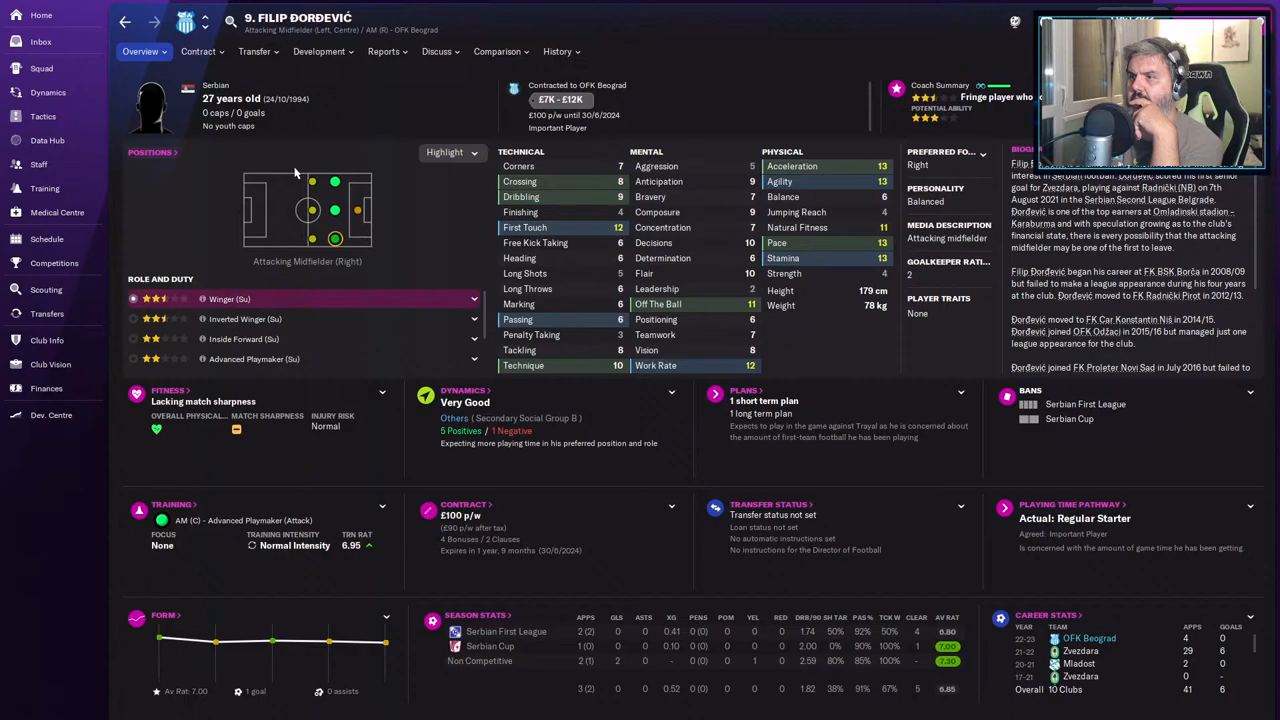 Home
Inbox
Squad
Dynamics
Tactics
Data Hub
Staff
Training
Medical Centre
Schedule
Competitions
Scouting
Transfers
Club Info
Club Vision
Finances
Dev. Centre
9. FILIP ĐORĐEVIĆ
Attacking Midfielder (Left, Centre) / AM (R) - OFK Beograd
Overview Contract Transfer Development Reports Discuss Comparison History
Serbian
27 years old (24/10/1994)
0 caps / 0 goals
No youth caps
Contracted to OFK Beograd
£7K - £12K
£100 p/w until 30/6/2024
Important Player
Coach Summary
Fringe player who
POTENTIAL ABILITY
POSITIONS
Highlight
Attacking Midfielder (Right)
ROLE AND DUTY
Winger (Su)
Inverted Winger (Su)
Inside Forward (Su)
Advanced Playmaker (Su)
TECHNICAL
Corners 7
Crossing 8
Dribbling 9
Finishing 4
First Touch 12
Free Kick Taking 6
Heading 6
Long Shots 5
Long Throws 6
Marking 6
Passing 6
Penalty Taking 3
Tackling 8
Technique 10
MENTAL
Aggression 5
Anticipation 9
Bravery 7
Composure 9
Concentration 7
Decisions 10
Determination 6
Flair 10
Leadership 2
Off The Ball 11
Positioning 6
Teamwork 7
Vision 8
Work Rate 12
PHYSICAL
Acceleration 13
Agility 13
Balance 6
Jumping Reach 4
Natural Fitness 11
Pace 13
Stamina 13
Strength 4
Height 179 cm
Weight 78 kg
PREFERRED FO...
Right
PERSONALITY
Balanced
MEDIA DESCRIPTION
Attacking midfielder
GOALKEEPER RATI...
2
PLAYER TRAITS
None
interest in Serbian football. Đorđević scored his first senior
goal for Zvezdara, playing against Radnički (NB) on 7th
August 2021 in the Serbian Second League Belgrade.
Đorđević is one of the top earners at Omladinski stadion –
Karaburma and with speculation growing as to the club's
financial state, there is every possibility that the attacking
midfielder may be one of the first to leave.
Filip Đorđević began his career at FK BSK Borča in 2008/09
but failed to make a league appearance during his four years
at the club. Đorđević moved to FK Radnički Pirot in 2012/13.
Đorđević moved to FK Car Konstantin Niš in 2014/15.
Đorđević joined OFK Odžaci in 2015/16 but managed just one
league appearance for the club.
Đorđević joined FK Proleter Novi Sad in July 2016 but failed to
FITNESS
Lacking match sharpness
OVERALL PHYSICAL... MATCH SHARPNESS INJURY RISK
Normal
DYNAMICS
Very Good
Others ( Secondary Social Group B )
5 Positives / 1 Negative
Expecting more playing time in his preferred position and role
PLANS
1 short term plan
1 long term plan
Expects to play in the game against Trayal as he is concerned about
the amount of first-team football he has been playing
BANS
Serbian First League
Serbian Cup
TRAINING
AM (C) - Advanced Playmaker (Attack)
FOCUS TRAINING INTENSITY TRN RAT
None Normal Intensity 6.95
CONTRACT
£100 p/w
(£90 p/w after tax)
4 Bonuses / 2 Clauses
Expires in 1 year, 9 months (30/6/2024)
TRANSFER STATUS
Transfer status not set
Loan status not set
No automatic instructions set
No instructions for the Director of Football
PLAYING TIME PATHWAY
Actual: Regular Starter
Agreed: Important Player
Is concerned with the amount of game time he has been getting.
FORM
Av Rat: 7.00 1 goal 0 assists
SEASON STATS APPS GLS ASTS XG PENS (G) POM YEL RED DRB/90 SH TAR PAS % TCK W CLEAR AV RAT
Serbian First League 2 (2) 0 0 0.41 0 (0) 0 0 0 1.74 50% 92% 50% 4 6.80
Serbian Cup 1 (0) 0 0 0.10 0 (0) 0 0 0 2.00 0% 90% 100% 1 7.00
Non Competitive 2 (1) 2 0 - 0 (0) 0 1 0 2.59 80% 85% 100% - 7.30
3 (2) 0 0 0.52 0 (0) 0 0 0 1.82 38% 91% 67% 5 6.85
CAREER STATS
YEAR TEAM APPS GOALS
22-23 OFK Beograd 4 0
21-22 Zvezdara 29 6
20-21 Mladost 2 0
17-21 Zvezdara 0 -
Overall 10 Clubs 41 6